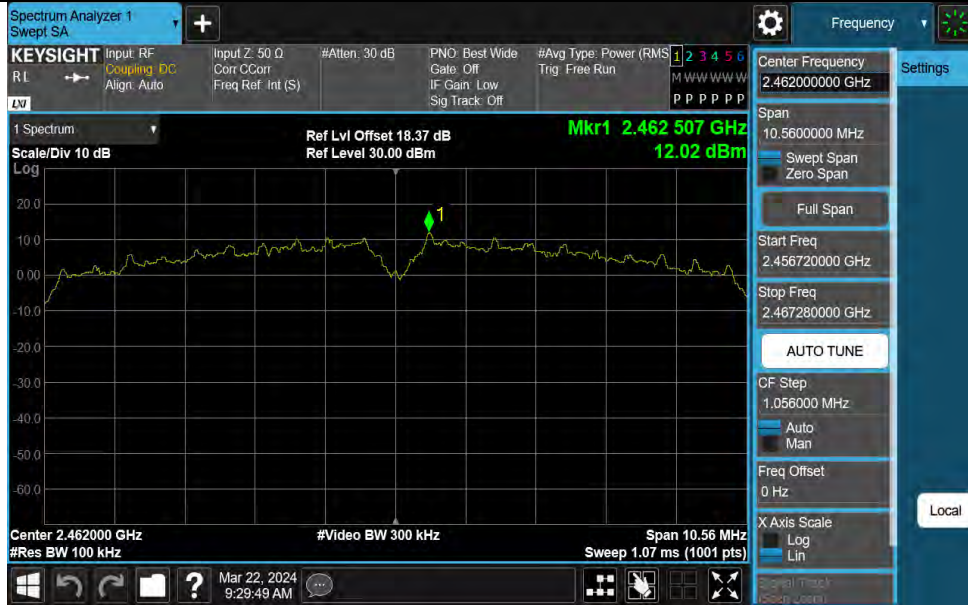 Spectrum Analyzer 1
Swept SA
Frequency
KEYSIGHT
RL
LXI
Input: RF
Coupling: DC
Align: Auto
Input Z: 50 Ω
Corr CCorr
Freq Ref: Int (S)
#Atten: 30 dB
PNO: Best Wide
Gate: Off
IF Gain: Low
Sig Track: Off
#Avg Type: Power (RMS
Trig: Free Run
1 2 3 4 5 6
M W W W W W
P P P P P P
Center Frequency
2.462000000 GHz
Settings
Span
10.5600000 MHz
Swept Span
Zero Span
Full Span
Start Freq
2.456720000 GHz
Stop Freq
2.467280000 GHz
AUTO TUNE
CF Step
1.056000 MHz
Auto
Man
Freq Offset
0 Hz
X Axis Scale
Log
Lin
Signal Track
(Span Zoom)
Local
1 Spectrum
Scale/Div 10 dB
Ref Lvl Offset 18.37 dB
Ref Level 30.00 dBm
Mkr1 2.462 507 GHz
12.02 dBm
Log
20.0
10.0
0.00
-10.0
-20.0
-30.0
-40.0
-50.0
-60.0
1
Center 2.462000 GHz
#Res BW 100 kHz
#Video BW 300 kHz
Span 10.56 MHz
Sweep 1.07 ms (1001 pts)
?
Mar 22, 2024
9:29:49 AM